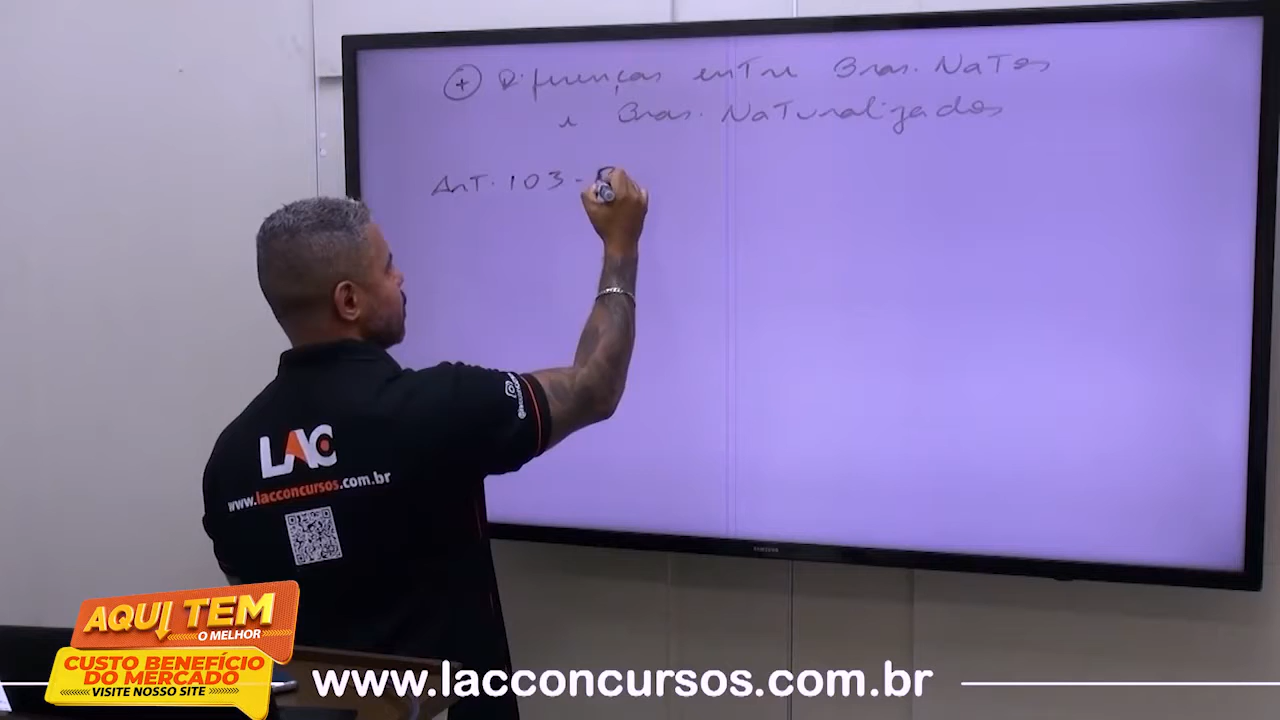 + Diferenças entre Bras. Natos
e Bras. Naturalizados
Art. 103 -
LAC
www.lacconcursos.com.br
SAMSUNG
AQUI TEM
O MELHOR
CUSTO BENEFÍCIO
DO MERCADO
VISITE NOSSO SITE
www.lacconcursos.com.br